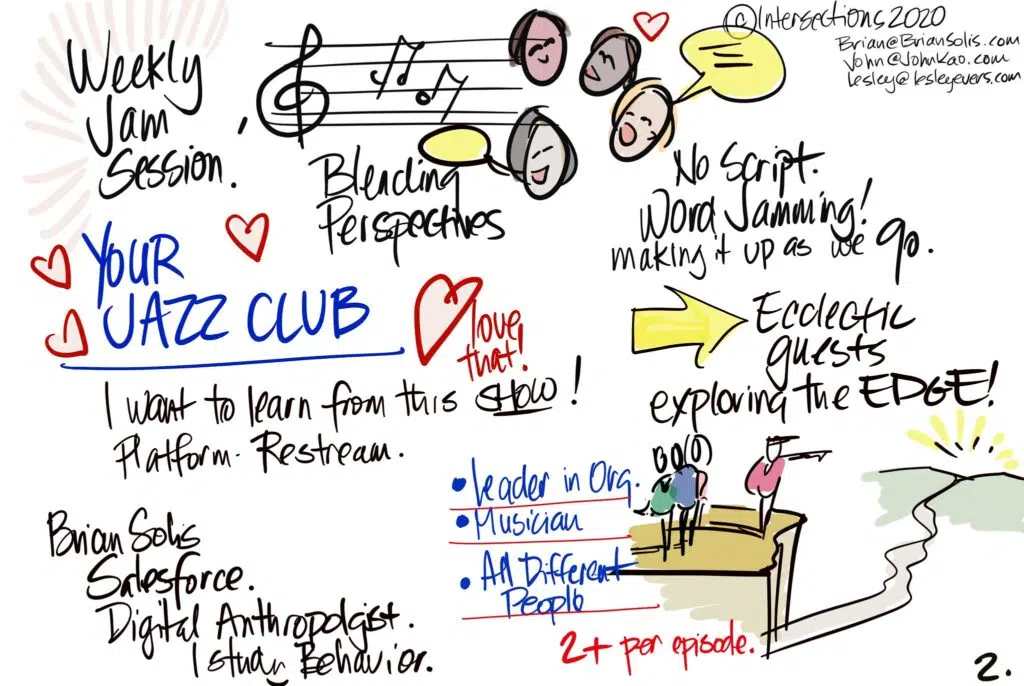 ©Intersections2020
Brian@BrianSolis.com
John@JohnKao.com
Lesley@lesleyevers.com
Weekly
Jam
Session.
Blending
Perspectives
No Script.
Word Jamming!
making it up as we go.
YOUR
JAZZ CLUB
love
that!
Ecclectic
guests
exploring the EDGE!
I want to learn from this SHOW!
Platform- Restream.
• Leader in Org.
• Musician
• All Different
People
2+ per episode.
Brian Solis
Salesforce.
Digital Anthropolgist.
I study Behavior.
2.